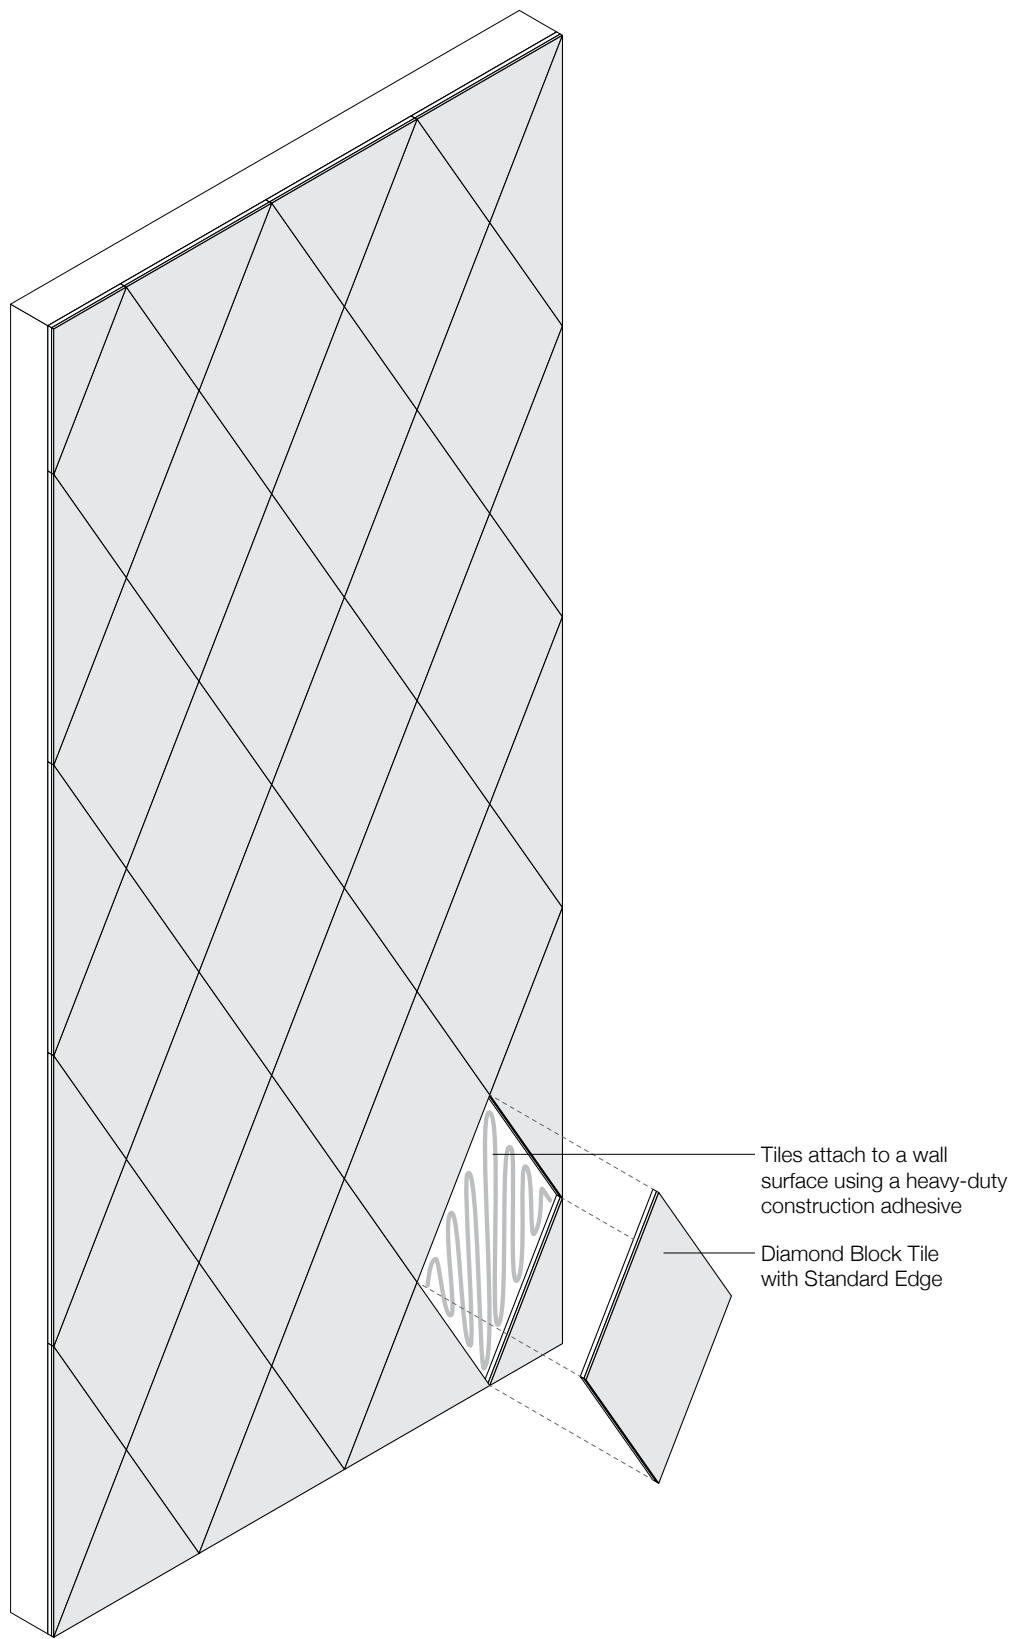 Tiles attach to a wall
surface using a heavy-duty
construction adhesive
Diamond Block Tile
with Standard Edge